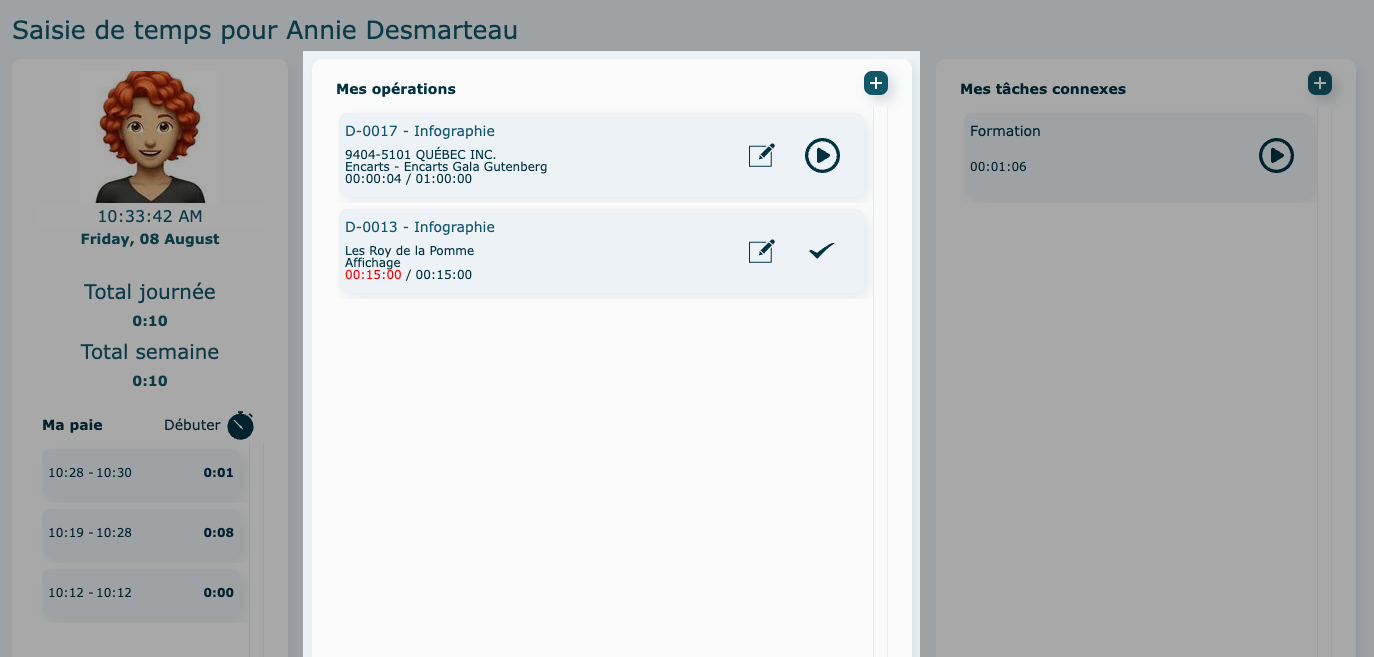 Saisie de temps pour Annie Desmarteau
10:33:42 AM
Friday, 08 August
Total journée
0:10
Total semaine
0:10
Ma paie Débuter
10:28 - 10:30 0:01
10:19 - 10:28 0:08
10:12 - 10:12 0:00
Mes opérations
D-0017 - Infographie
9404-5101 QUÉBEC INC.
Encarts - Encarts Gala Gutenberg
00:00:04 / 01:00:00
D-0013 - Infographie
Les Roy de la Pomme
Affichage
00:15:00 / 00:15:00
Mes tâches connexes
Formation
00:01:06